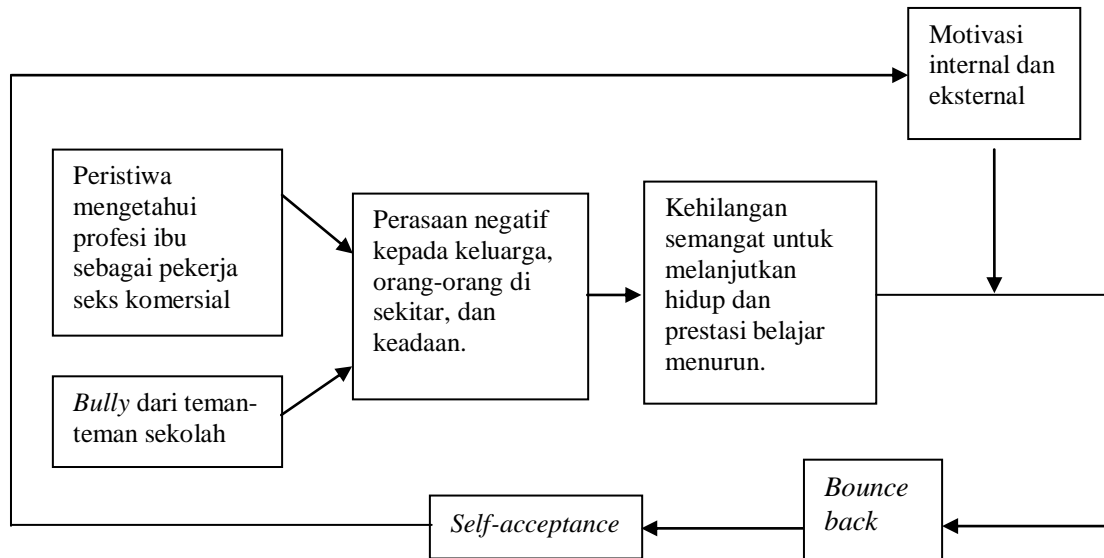 Motivasi
internal dan
eksternal
Peristiwa
mengetahui
profesi ibu
sebagai pekerja
seks komersial
Perasaan negatif
kepada keluarga,
orang-orang di
sekitar, dan
keadaan.
Kehilangan
semangat untuk
melanjutkan
hidup dan
prestasi belajar
menurun.
Bully dari teman-
teman sekolah
Bounce
back
Self-acceptance